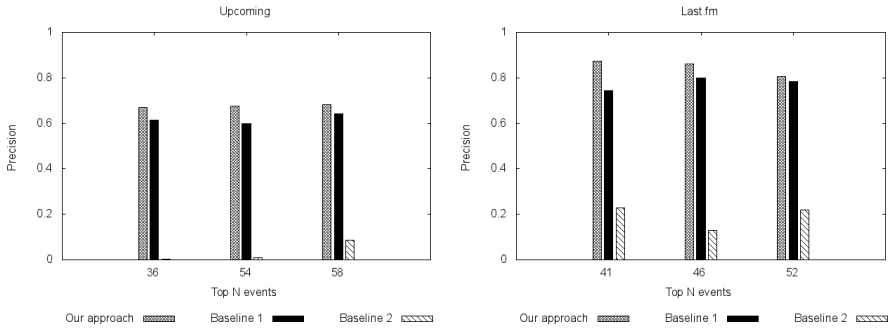 Upcoming
1
0.8
0.6
0.4
0.2
0
Precision
36 54 58
Top N events
Our approach Baseline 1 Baseline 2
Last.fm
1
0.8
0.6
0.4
0.2
0
Precision
41 46 52
Top N events
Our approach Baseline 1 Baseline 2